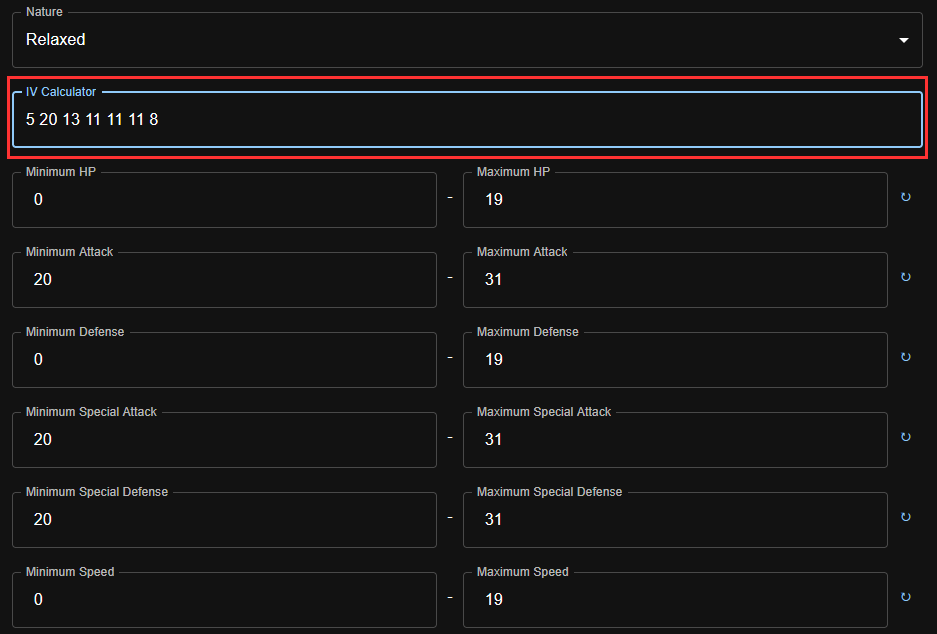 Nature
Relaxed
IV Calculator
5 20 13 11 11 11 8
Minimum HP Maximum HP
0 - 19 ↻
Minimum Attack Maximum Attack
20 - 31 ↻
Minimum Defense Maximum Defense
0 - 19 ↻
Minimum Special Attack Maximum Special Attack
20 - 31 ↻
Minimum Special Defense Maximum Special Defense
20 - 31 ↻
Minimum Speed Maximum Speed
0 - 19 ↻